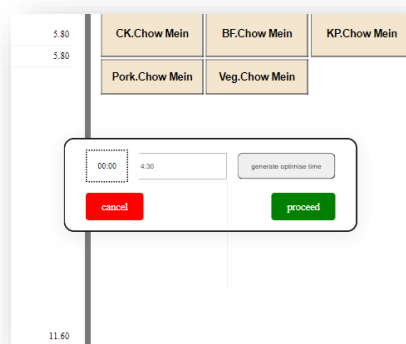 5.80 CK.Chow Mein BF.Chow Mein KP.Chow Mein
5.80
Pork.Chow Mein Veg.Chow Mein
00:00 4:30 generate optimise time
cancel proceed
11.60